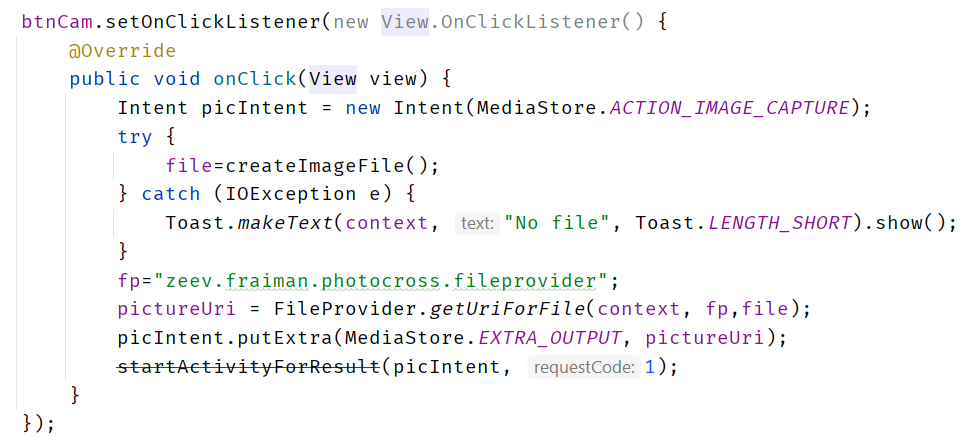 btnCam.setOnClickListener(new View.OnClickListener() {
@Override
public void onClick(View view) {
Intent picIntent = new Intent(MediaStore.ACTION_IMAGE_CAPTURE);
try {
file=createImageFile();
} catch (IOException e) {
Toast.makeText(context, text: "No file", Toast.LENGTH_SHORT).show();
}
fp="zeev.fraiman.photocross.fileprovider";
pictureUri = FileProvider.getUriForFile(context, fp,file);
picIntent.putExtra(MediaStore.EXTRA_OUTPUT, pictureUri);
startActivityForResult(picIntent, requestCode: 1);
}
});